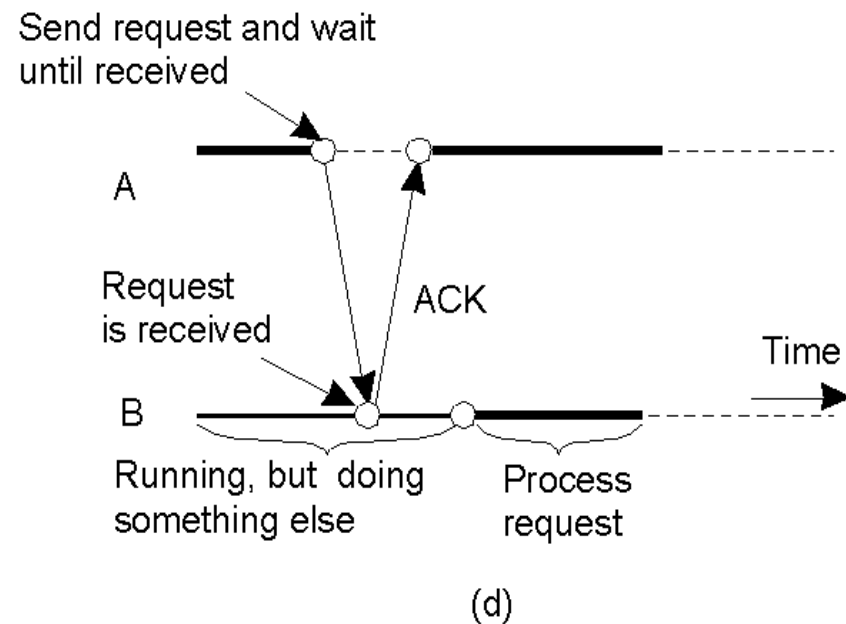 Send request and wait
until received
A
Request
is received
ACK
Time
B
Running, but doing
something else
Process
request
(d)